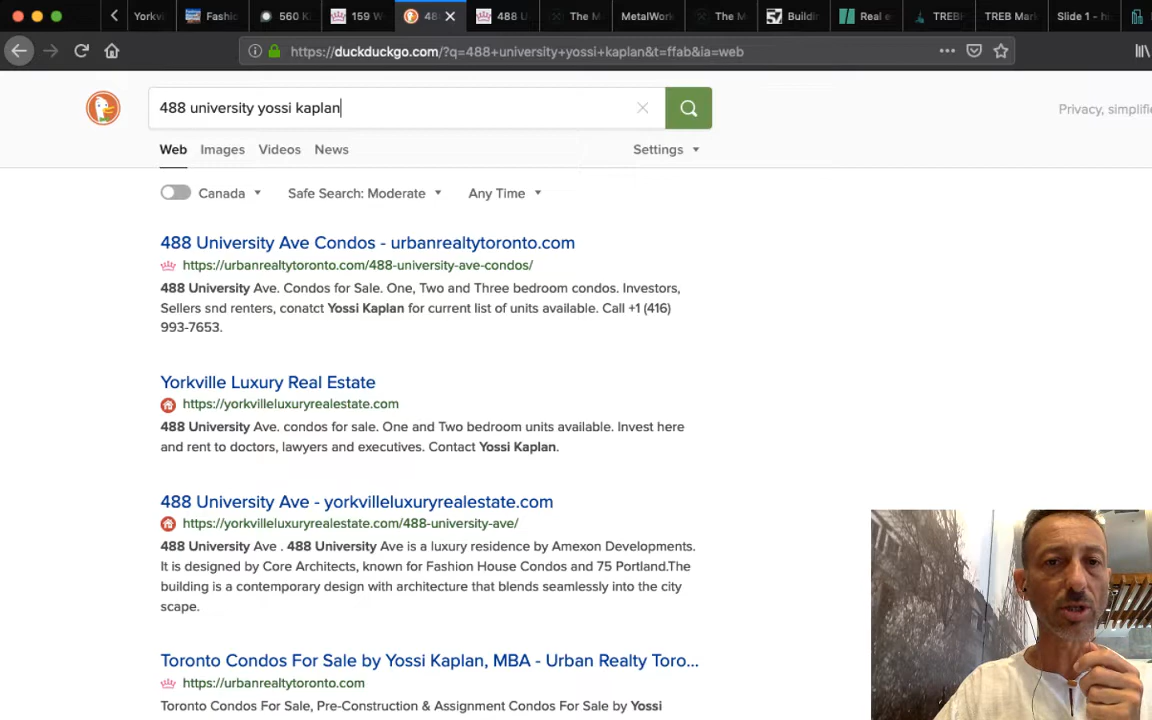 Yorkvi
Fashic
560 K
159 W
48
488 U
The M
MetalWork
The M
Buildin
Real e
TREB
TREB Mark
Slide 1 - h
https://duckduckgo.com/?q=488+university+yossi+kaplan&t=ffab&ia=web
488 university yossi kaplan
Privacy, simplifie
Web Images Videos News
Settings
Canada Safe Search: Moderate Any Time
488 University Ave Condos - urbanrealtytoronto.com
https://urbanrealtytoronto.com/488-university-ave-condos/
488 University Ave. Condos for Sale. One, Two and Three bedroom condos. Investors,
Sellers snd renters, conatct Yossi Kaplan for current list of units available. Call +1 (416)
993-7653.
Yorkville Luxury Real Estate
https://yorkvilleluxuryrealestate.com
488 University Ave. condos for sale. One and Two bedroom units available. Invest here
and rent to doctors, lawyers and executives. Contact Yossi Kaplan.
488 University Ave - yorkvilleluxuryrealestate.com
https://yorkvilleluxuryrealestate.com/488-university-ave/
488 University Ave . 488 University Ave is a luxury residence by Amexon Developments.
It is designed by Core Architects, known for Fashion House Condos and 75 Portland.The
building is a contemporary design with architecture that blends seamlessly into the city
scape.
Toronto Condos For Sale by Yossi Kaplan, MBA - Urban Realty Toro...
https://urbanrealtytoronto.com
Toronto Condos For Sale, Pre-Construction & Assignment Condos For Sale by Yossi